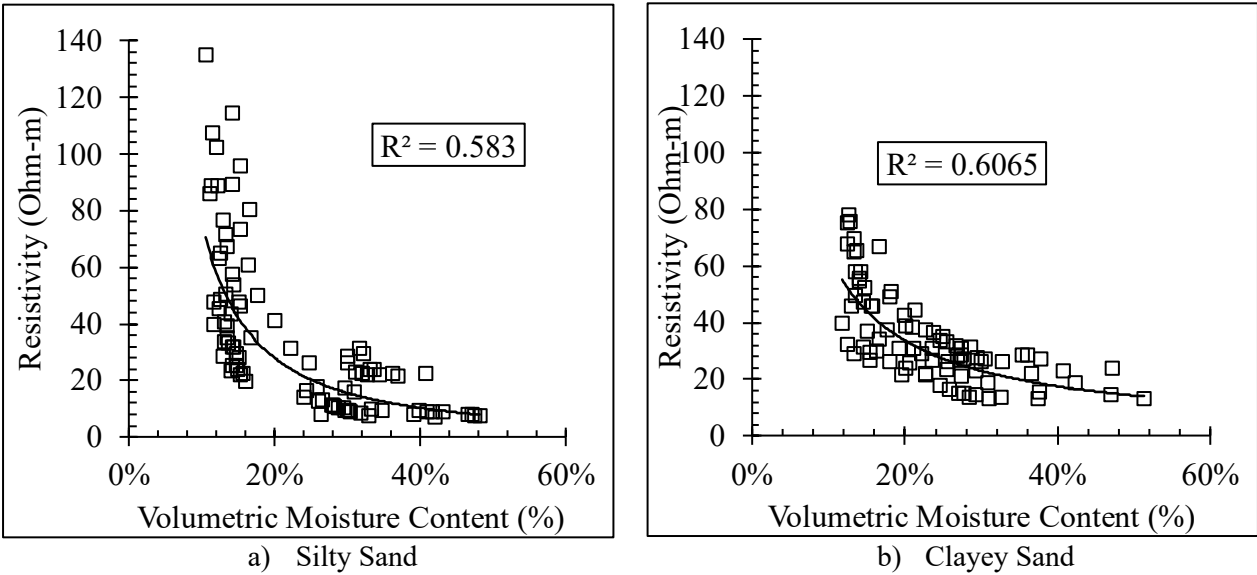 140
120
100
80
60
40
20
0
Resistivity (Ohm-m)
R² = 0.583
0% 20% 40% 60%
Volumetric Moisture Content (%)
a) Silty Sand
140
120
100
80
60
40
20
0
Resistivity (Ohm-m)
R² = 0.6065
0% 20% 40% 60%
Volumetric Moisture Content (%)
b) Clayey Sand